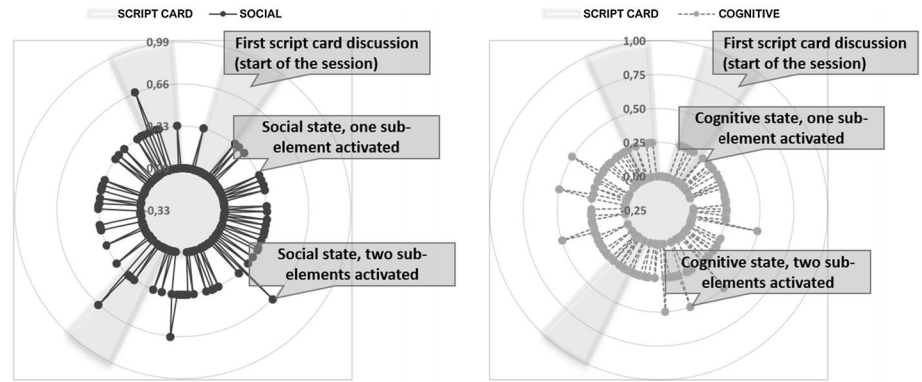 SCRIPT CARD SOCIAL
0,99
First script card discussion
(start of the session)
0,66
0,33
Social state, one sub-
element activated
-0,33
Social state, two sub-
elements activated
SCRIPT CARD COGNITIVE
1,00
First script card discussion
(start of the session)
0,75
0,50
Cognitive state, one sub-
element activated
0,25
0,00
-0,25
Cognitive state, two sub-
elements activated